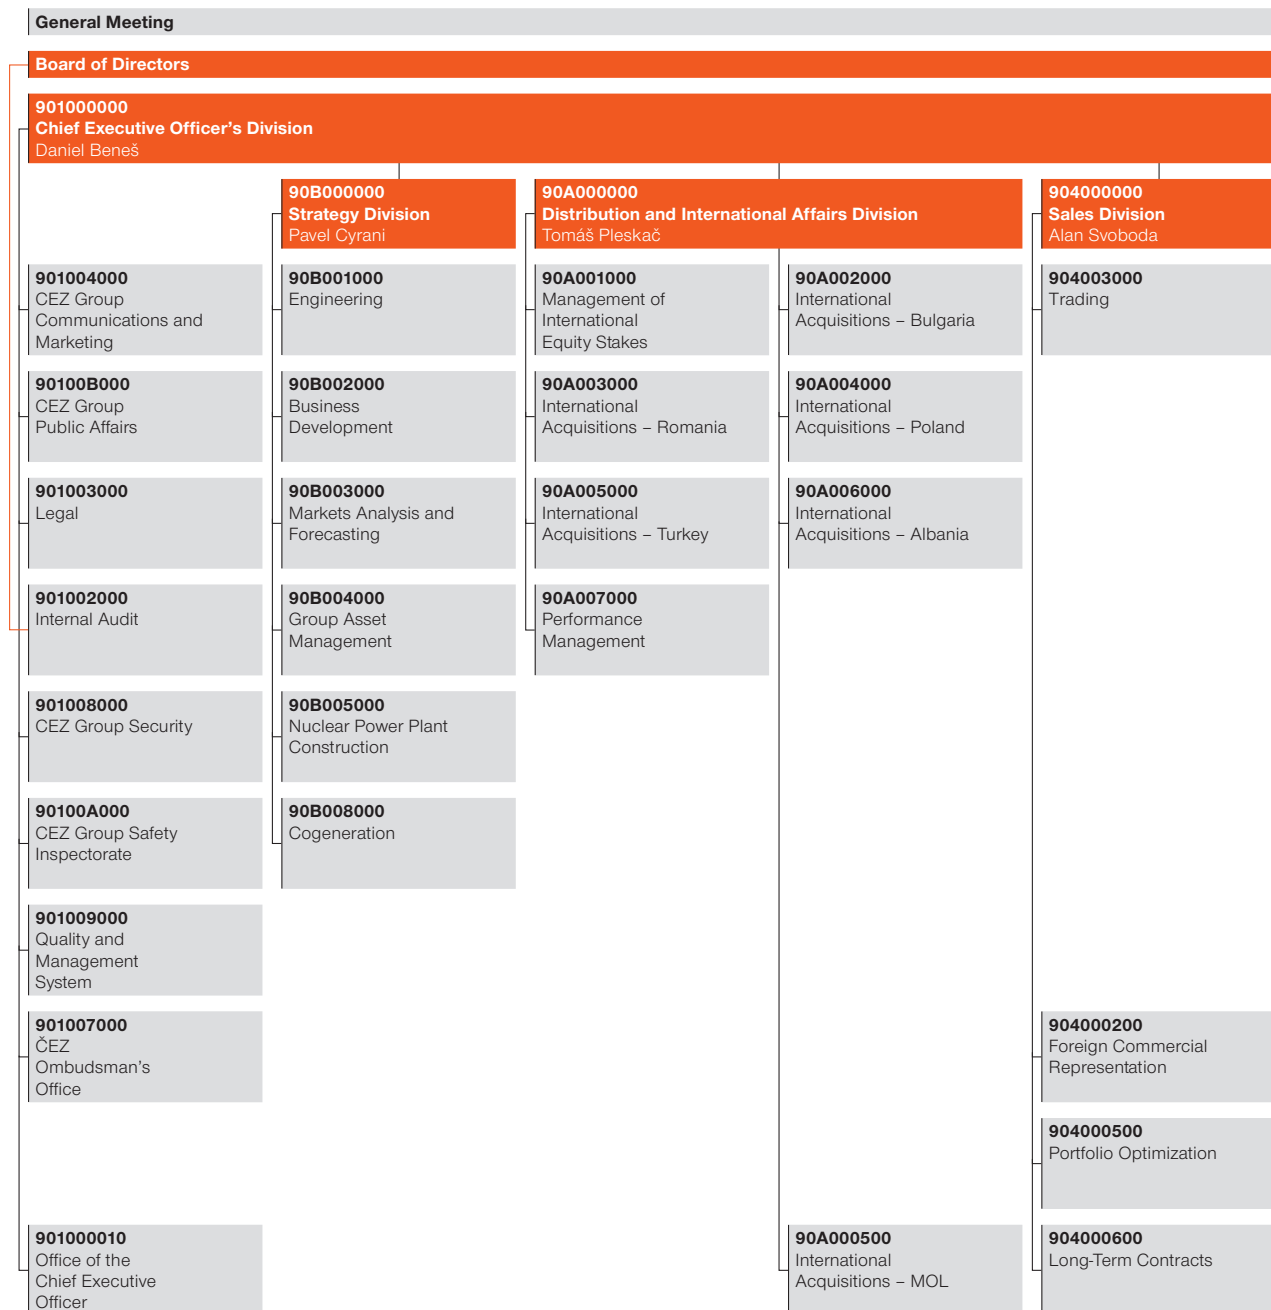 General Meeting
Board of Directors
901000000
Chief Executive Officer's Division
Daniel Beneš
90B000000
Strategy Division
Pavel Cyrani
90A000000
Distribution and International Affairs Division
Tomáš Pleskač
904000000
Sales Division
Alan Svoboda
901004000
CEZ Group
Communications and
Marketing
90B001000
Engineering
90A001000
Management of
International
Equity Stakes
90A002000
International
Acquisitions – Bulgaria
904003000
Trading
90100B000
CEZ Group
Public Affairs
90B002000
Business
Development
90A003000
International
Acquisitions – Romania
90A004000
International
Acquisitions – Poland
901003000
Legal
90B003000
Markets Analysis and
Forecasting
90A005000
International
Acquisitions – Turkey
90A006000
International
Acquisitions – Albania
901002000
Internal Audit
90B004000
Group Asset
Management
90A007000
Performance
Management
901008000
CEZ Group Security
90B005000
Nuclear Power Plant
Construction
90100A000
CEZ Group Safety
Inspectorate
90B008000
Cogeneration
901009000
Quality and
Management
System
901007000
ČEZ
Ombudsman's
Office
904000200
Foreign Commercial
Representation
904000500
Portfolio Optimization
901000010
Office of the
Chief Executive
Officer
90A000500
International
Acquisitions – MOL
904000600
Long-Term Contracts